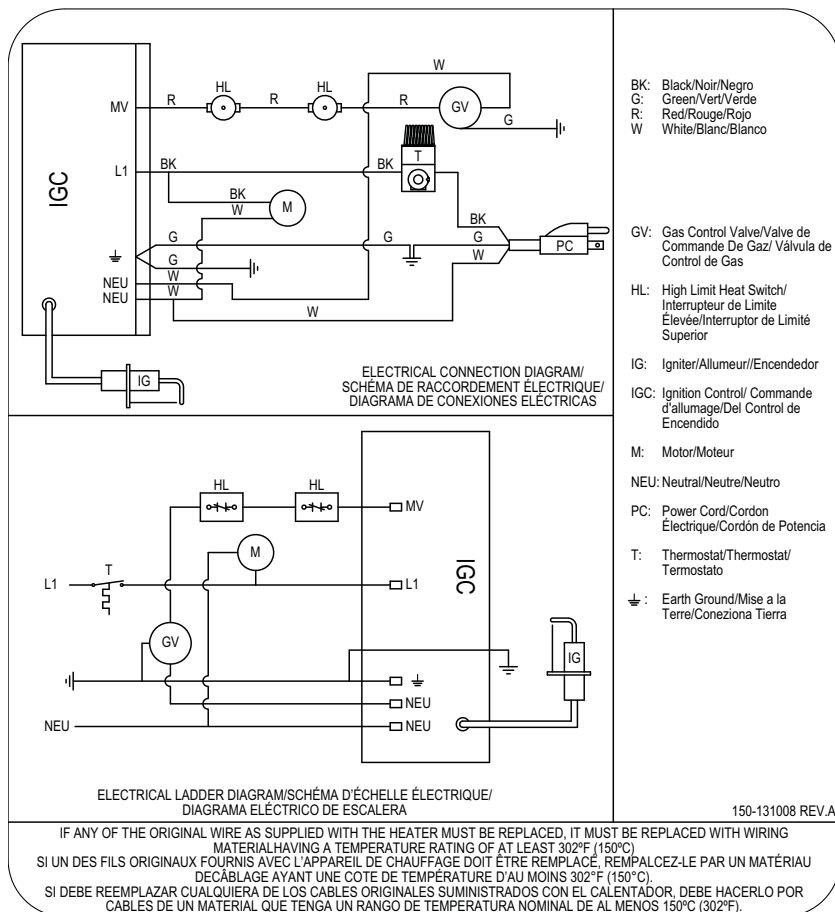 W
HL
HL
MV
R
R
R
GV
G
BK: Black/Noir/Negro
G: Green/Vert/Verde
R: Red/Rouge/Rojo
W White/Blanc/Blanco
T
L1
BK
BK
IGC
BK
W
M
BK
G
G
G
PC
G
W
NEU
W
NEU
W
W
IG
ELECTRICAL CONNECTION DIAGRAM/
SCHÉMA DE RACCORDEMENT ÉLECTRIQUE/
DIAGRAMA DE CONEXIONES ELÉCTRICAS
GV: Gas Control Valve/Valve de
Commande De Gaz/ Válvula de
Control de Gas
HL: High Limit Heat Switch/
Interrupteur de Limite
Élevée/Interruptor de Limité
Superior
IG: Igniter/Allumeur//Encendedor
IGC: Ignition Control/ Commande
d'allumage/Del Control de
Encendido
M: Motor/Moteur
NEU: Neutral/Neutre/Neutro
PC: Power Cord/Cordon
Électrique/Cordón de Potencia
T: Thermostat/Thermostat/
Termostato
: Earth Ground/Mise a la
Terre/Coneziona Tierra
HL
HL
MV
M
L1
T
L1
IGC
GV
IG
NEU
NEU
NEU
ELECTRICAL LADDER DIAGRAM/SCHÉMA D'ÉCHELLE ÉLECTRIQUE/
DIAGRAMA ELÉCTRICO DE ESCALERA
150-131008 REV.A
IF ANY OF THE ORIGINAL WIRE AS SUPPLIED WITH THE HEATER MUST BE REPLACED, IT MUST BE REPLACED WITH WIRING
MATERIALHAVING A TEMPERATURE RATING OF AT LEAST 302ºF (150ºC)
SI UN DES FILS ORIGINAUX FOURNIS AVEC L'APPAREIL DE CHAUFFAGE DOIT ÊTRE REMPLACÉ, REMPALCEZ-LE PAR UN MATÉRIAU
DECÂBLAGE AYANT UNE COTE DE TEMPÉRATURE D'AU MOINS 302°F (150°C).
SI DEBE REEMPLAZAR CUALQUIERA DE LOS CABLES ORIGINALES SUMINISTRADOS CON EL CALENTADOR, DEBE HACERLO POR
CABLES DE UN MATERIAL QUE TENGA UN RANGO DE TEMPERATURA NOMINAL DE AL MENOS 150ºC (302ºF).